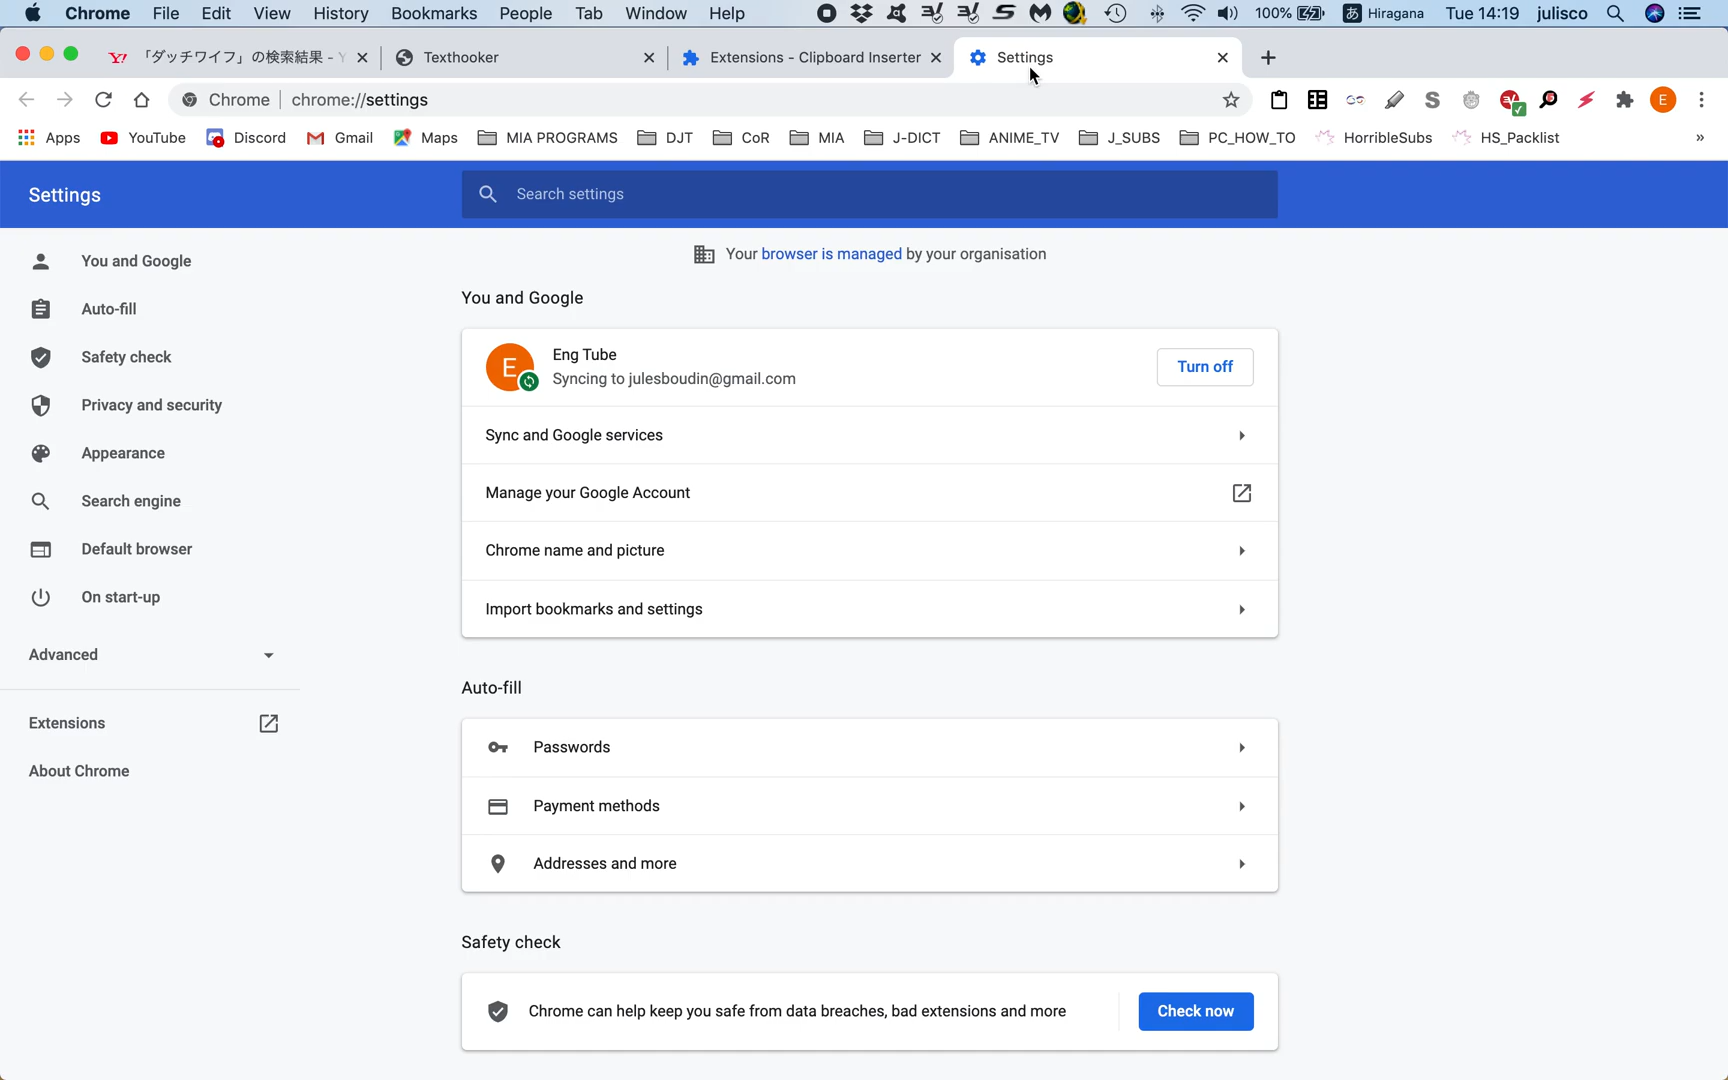 Chrome File Edit View History Bookmarks People Tab Window Help 100% あ Hiragana Tue 14:19 julisco
「ダッチワイフ」の検索結果 - Texthooker Extensions - Clipboard Inserter Settings
Chrome chrome://settings E
Apps YouTube Discord Gmail Maps MIA PROGRAMS DJT CoR MIA J-DICT ANIME_TV J_SUBS PC_HOW_TO HorribleSubs HS_Packlist »
Settings
Search settings
You and Google
Auto-fill
Safety check
Privacy and security
Appearance
Search engine
Default browser
On start-up
Advanced
Extensions
About Chrome
Your browser is managed by your organisation
You and Google
E
Eng Tube
Syncing to julesboudin@gmail.com
Turn off
Sync and Google services
Manage your Google Account
Chrome name and picture
Import bookmarks and settings
Auto-fill
Passwords
Payment methods
Addresses and more
Safety check
Chrome can help keep you safe from data breaches, bad extensions and more
Check now